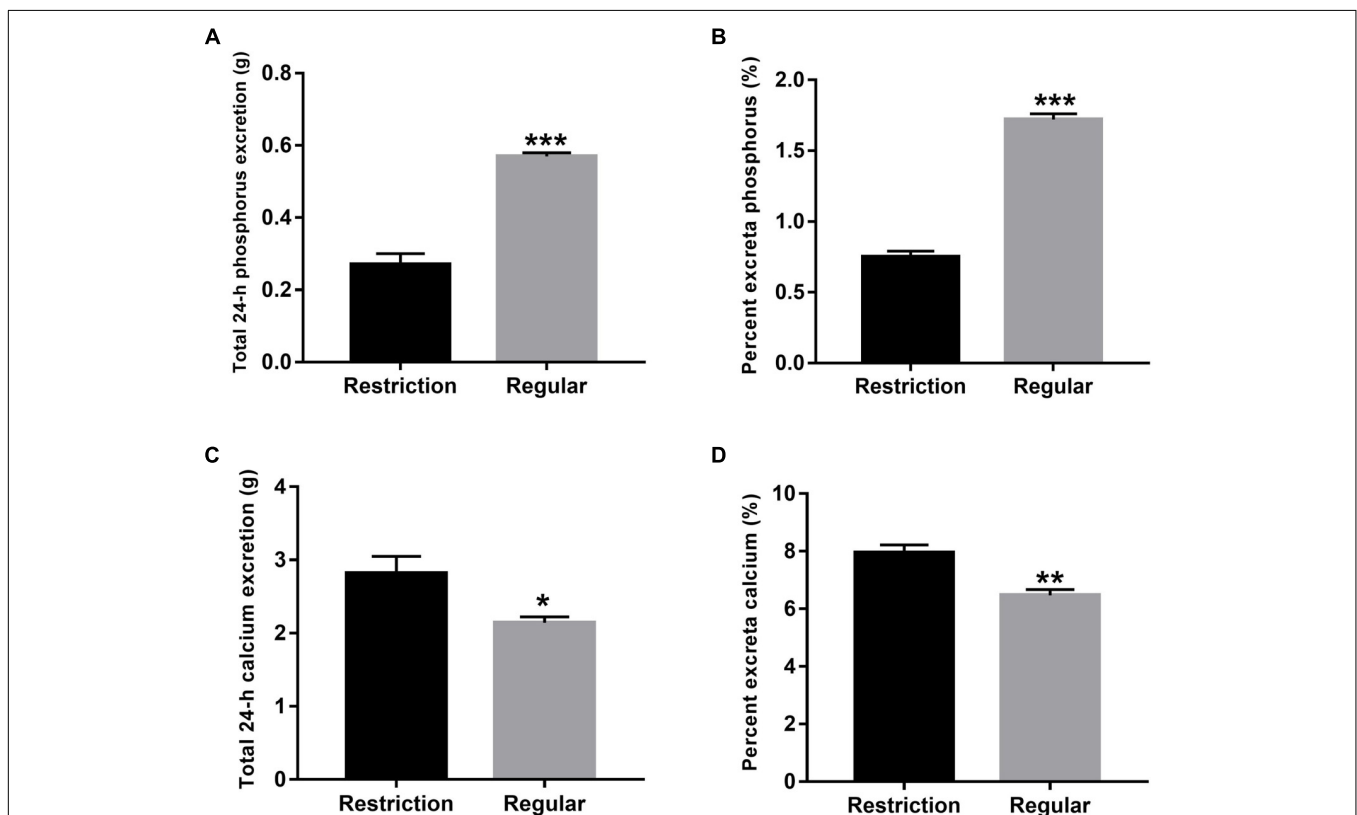 A
Total 24-h phosphorus excretion (g)
0.8
0.6
0.4
0.2
0.0
***
Restriction
Regular
B
Percent excreta phosphorus (%)
2.0
1.5
1.0
0.5
0.0
***
Restriction
Regular
C
Total 24-h calcium excretion (g)
4
3
2
1
0
*
Restriction
Regular
D
Percent excreta calcium (%)
10
8
6
4
2
0
**
Restriction
Regular